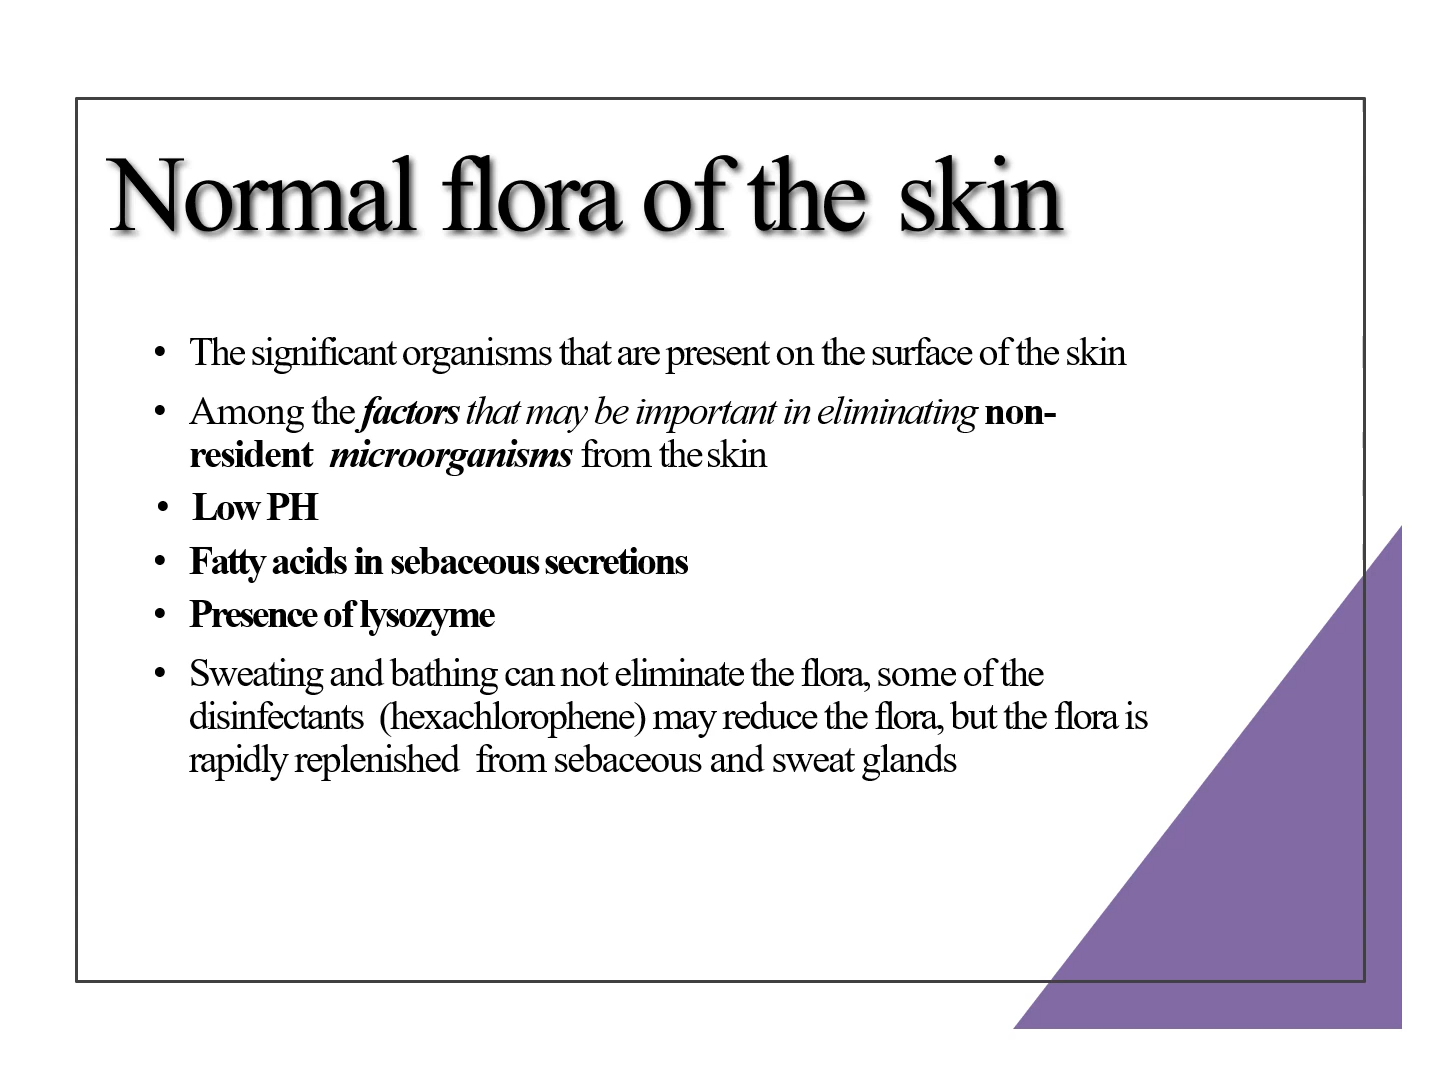 Normal flora of the skin
• The significant organisms that are present on the surface of the skin
• Among the factors that may be important in eliminating non-
resident microorganisms from the skin
• Low PH
• Fatty acids in sebaceous secretions
• Presence of lysozyme
• Sweating and bathing can not eliminate the flora, some of the
disinfectants (hexachlorophene) may reduce the flora, but the flora is
rapidly replenished from sebaceous and sweat glands